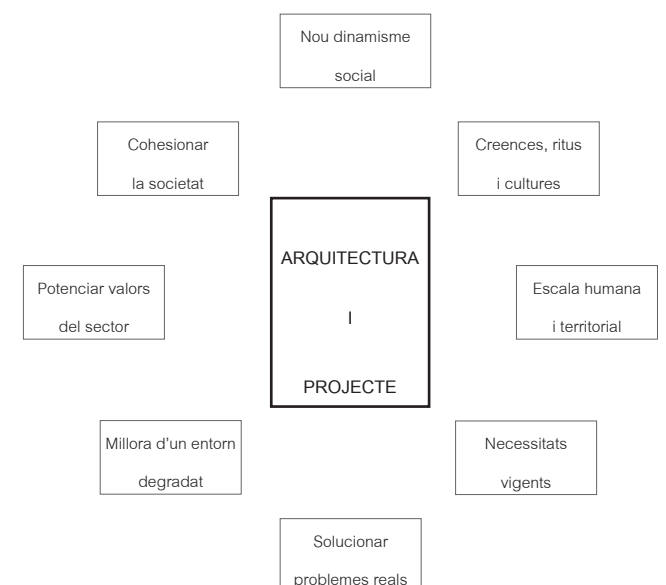 Nou dinamisme
social
Cohesionar
la societat
Creences, ritus
i cultures
ARQUITECTURA
I
PROJECTE
Potenciar valors
del sector
Escala humana
i territorial
Millora d'un entorn
degradat
Necessitats
vigents
Solucionar
problemes reals